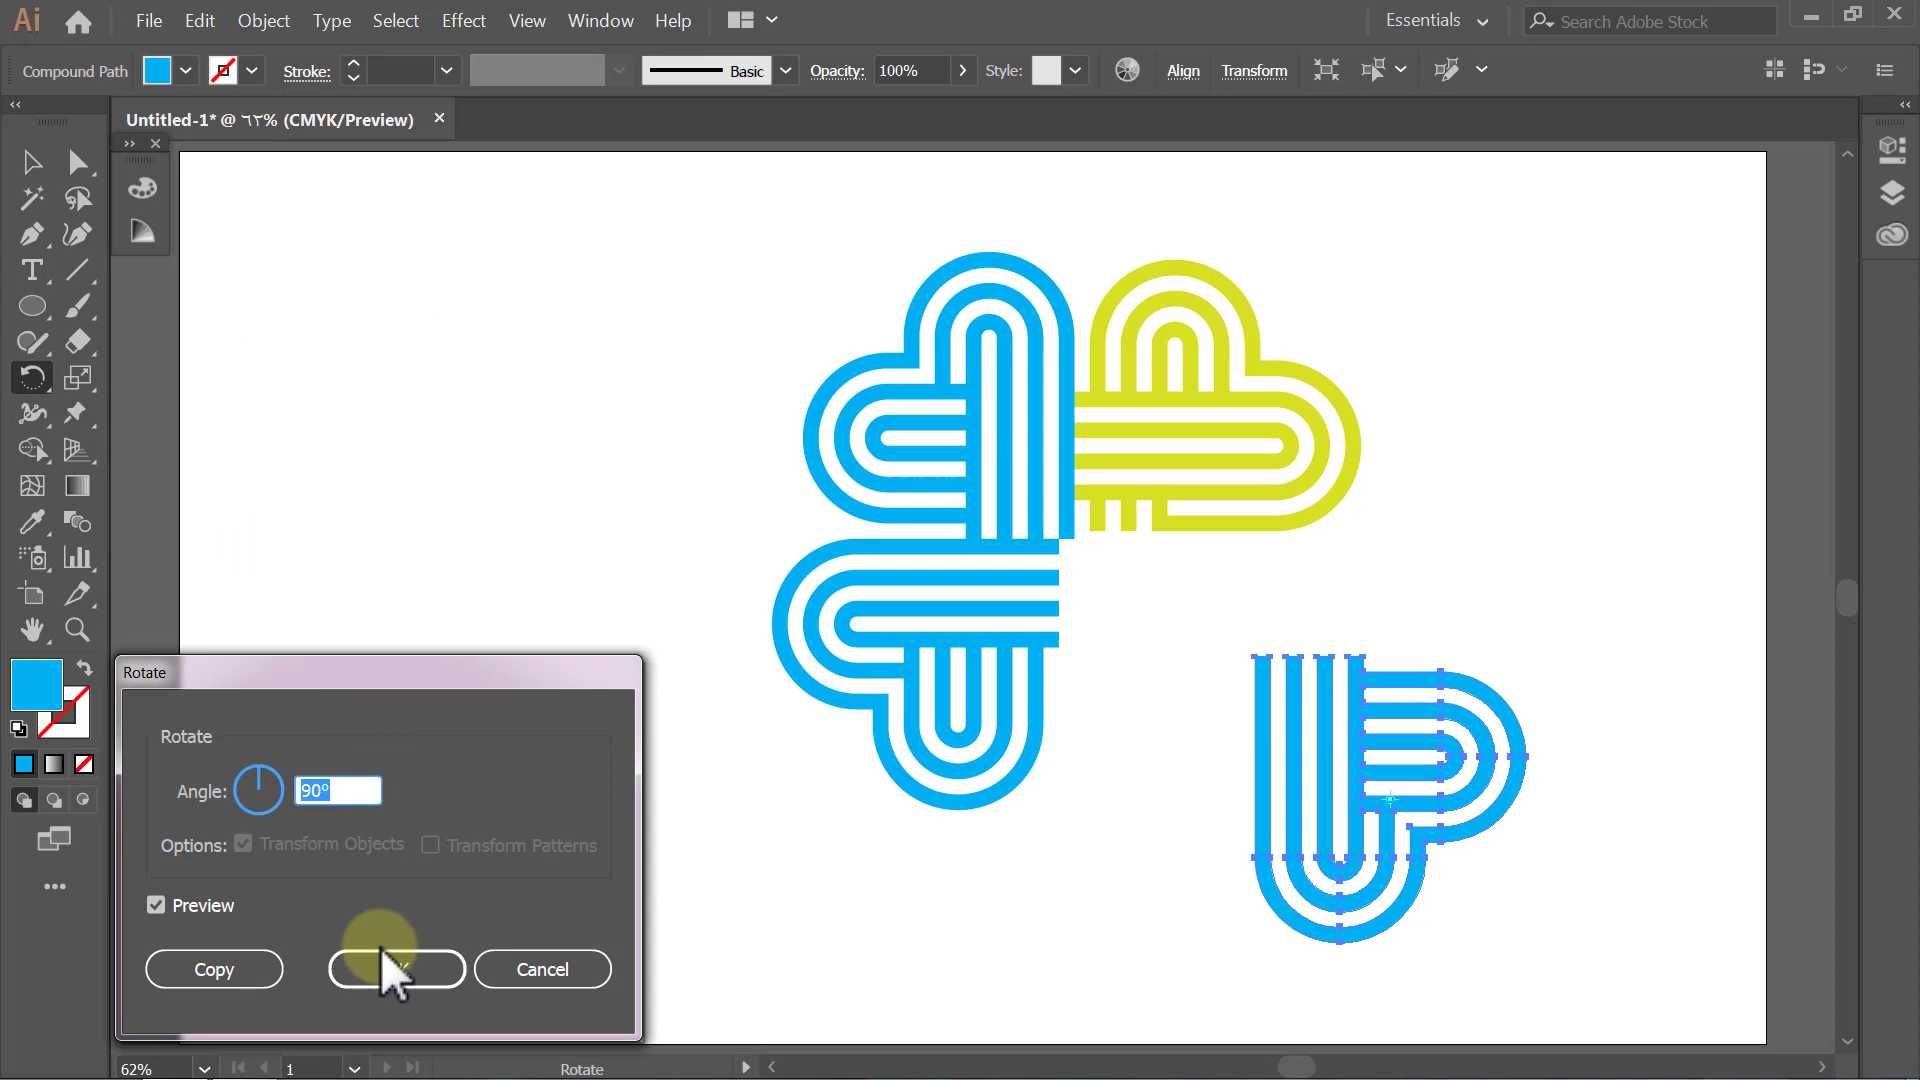 Ai File Edit Object Type Select Effect View Window Help Essentials Search Adobe Stock
Compound Path Stroke: Basic Opacity: 100% Style: Align Transform
Untitled-1* @ ٦٢% (CMYK/Preview)
Rotate
Rotate
Angle: 90°
Options: Transform Objects Transform Patterns
Preview
Copy Cancel
62% 1 Rotate